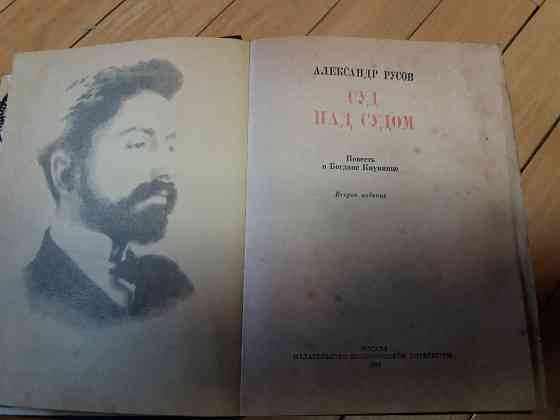 АЛЕКСАНДР РУСОВ
СУД
НАД СУДОМ
Повесть
о Богдане Кнунянце
Второе издание
МОСКВА
ИЗДАТЕЛЬСТВО ПОЛИТИЧЕСКОЙ ЛИТЕРАТУРЫ